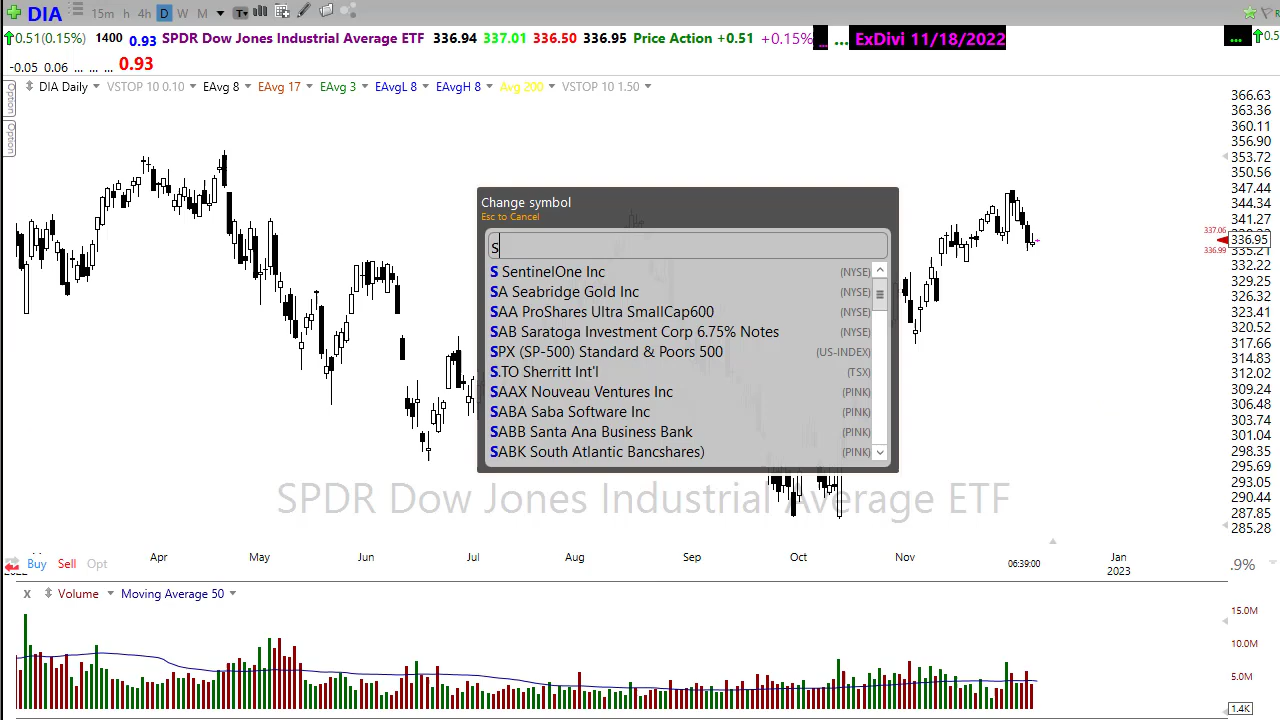 DIA 15m h 4h D W M T
0.51(0.15%) 1400 0.93 SPDR Dow Jones Industrial Average ETF 336.94 337.01 336.50 336.95 Price Action +0.51 +0.15% ... ... ExDivi 11/18/2022 ... 0.5
-0.05 0.06 ... ... ... 0.93
DIA Daily VSTOP 10 0.10 EAvg 8 EAvg 17 EAvg 3 EAvgL 8 EAvgH 8 Avg 200 VSTOP 10 1.50
Option
Option
Change symbol
Esc to Cancel
s
S SentinelOne Inc (NYSE)
SA Seabridge Gold Inc (NYSE)
SAA ProShares Ultra SmallCap600 (NYSE)
SAB Saratoga Investment Corp 6.75% Notes (NYSE)
SPX (SP-500) Standard & Poors 500 (US-INDEX)
S.TO Sherritt Int'l (TSX)
SAAX Nouveau Ventures Inc (PINK)
SABA Saba Software Inc (PINK)
SABB Santa Ana Business Bank (PINK)
SABK South Atlantic Bancshares) (PINK)
SPDR Dow Jones Industrial Average ETF
366.63
363.36
360.11
356.90
353.72
350.56
347.44
344.34
341.27
337.06
336.95
336.99
335.21
332.22
329.25
326.32
323.41
320.52
317.66
314.83
312.02
309.24
306.48
303.74
301.04
298.35
295.69
293.05
290.44
287.85
285.28
Apr May Jun Jul Aug Sep Oct Nov 06:39:00 Jan
2023
Buy Sell Opt .9%
X Volume Moving Average 50
15.0M
10.0M
5.0M
1.4K